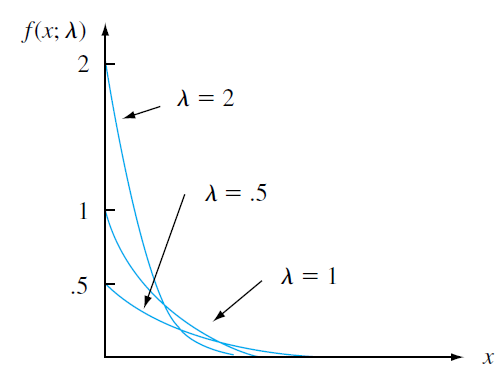 f(x; λ)
2
λ = 2
λ = .5
1
λ = 1
.5
x